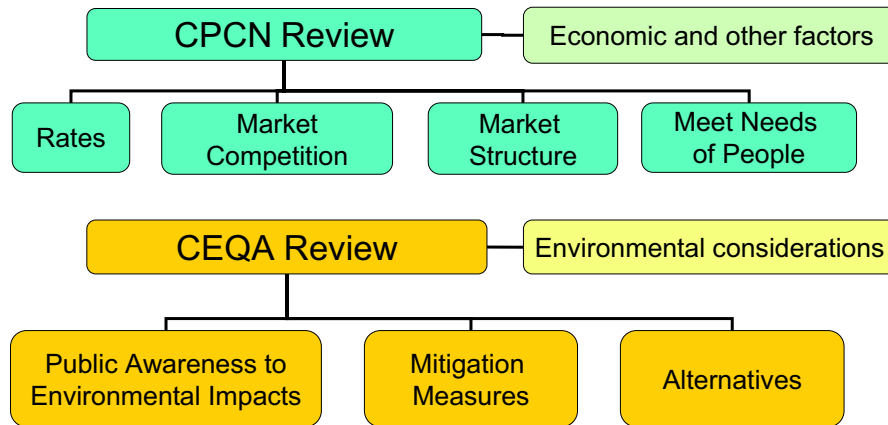 CPCN Review
Economic and other factors
Rates
Market
Competition
Market
Structure
Meet Needs
of People
CEQA Review
Environmental considerations
Public Awareness to
Environmental Impacts
Mitigation
Measures
Alternatives